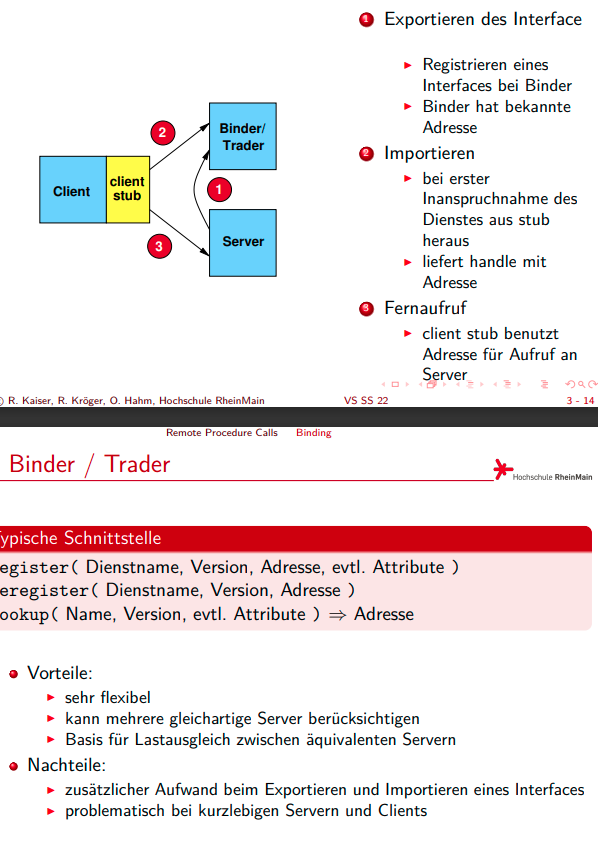 1 Exportieren des Interface
Registrieren eines
Interfaces bei Binder
Binder hat bekannte
Adresse
2 Importieren
bei erster
Inanspruchnahme des
Dienstes aus stub
heraus
liefert handle mit
Adresse
3 Fernaufruf
client stub benutzt
Adresse für Aufruf an
Server
2
Binder/
Trader
Client
client
stub
1
3
Server
R. Kaiser, R. Kröger, O. Hahm, Hochschule RheinMain VS SS 22 3 - 14
Remote Procedure Calls Binding
Binder / Trader
Hochschule RheinMain
ypische Schnittstelle
egister( Dienstname, Version, Adresse, evtl. Attribute )
eregister( Dienstname, Version, Adresse )
ookup( Name, Version, evtl. Attribute ) ⇒ Adresse
Vorteile:
sehr flexibel
kann mehrere gleichartige Server berücksichtigen
Basis für Lastausgleich zwischen äquivalenten Servern
Nachteile:
zusätzlicher Aufwand beim Exportieren und Importieren eines Interfaces
problematisch bei kurzlebigen Servern und Clients